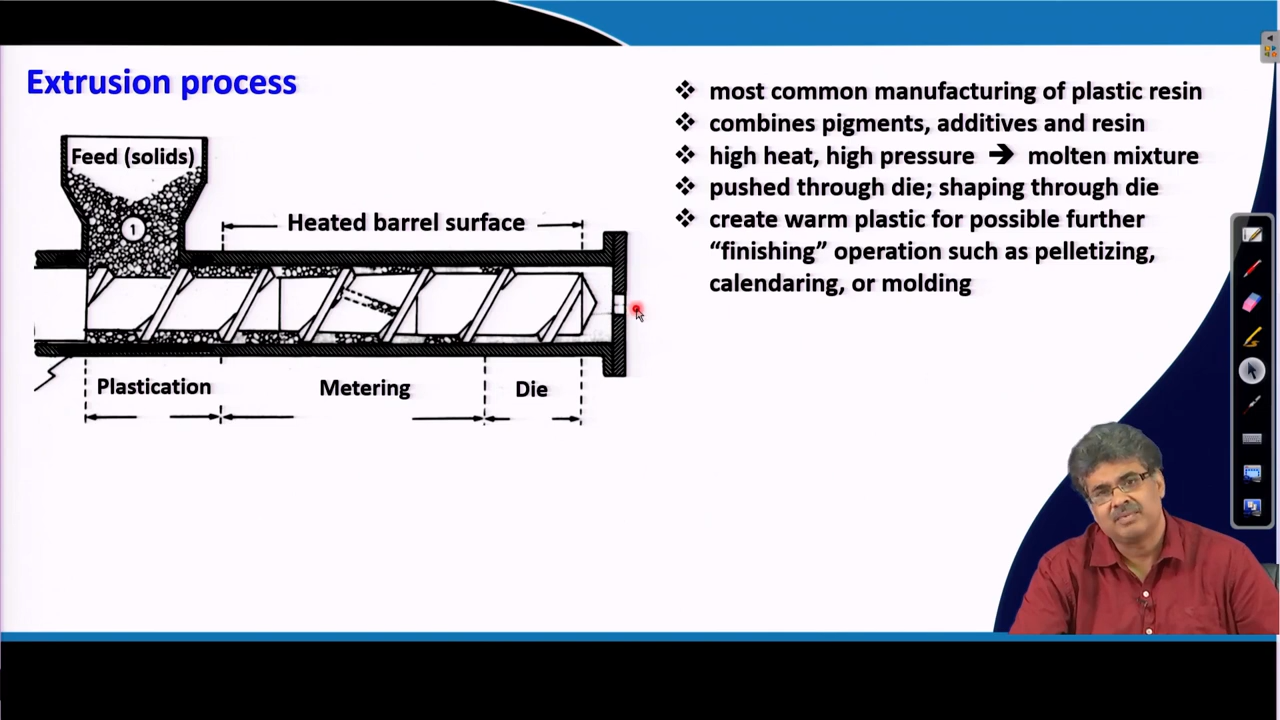 Extrusion process
Feed (solids)
1
Heated barrel surface
Plastication
Metering
Die
❖ most common manufacturing of plastic resin
❖ combines pigments, additives and resin
❖ high heat, high pressure ➔ molten mixture
❖ pushed through die; shaping through die
❖ create warm plastic for possible further
“finishing” operation such as pelletizing,
calendaring, or molding